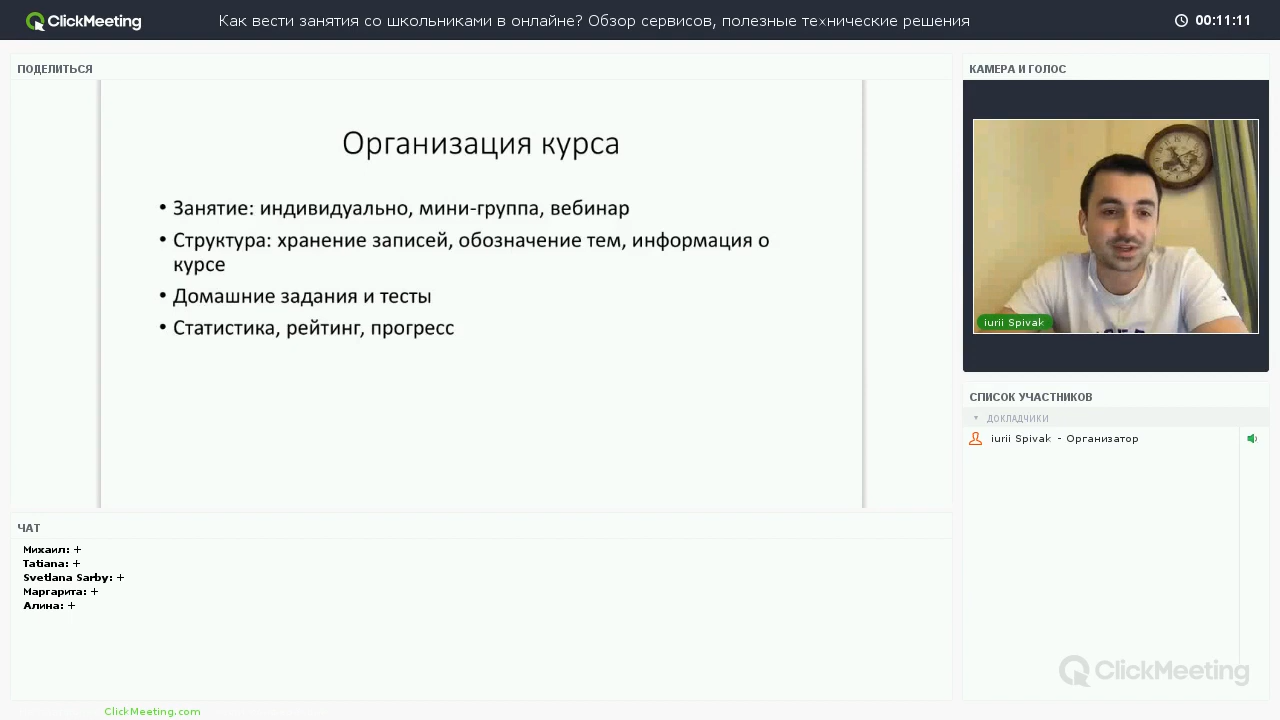 ClickMeeting
Как вести занятия со школьниками в онлайне? Обзор сервисов, полезные технические решения
00:11:11
ПОДЕЛИТЬСЯ
Организация курса
• Занятие: индивидуально, мини-группа, вебинар
• Структура: хранение записей, обозначение тем, информация о
курсе
• Домашние задания и тесты
• Статистика, рейтинг, прогресс
ЧАТ
Михаил: +
Tatiana: +
Svetlana Sarby: +
Маргарита: +
Алина: +
КАМЕРА И ГОЛОС
iurii Spivak
СПИСОК УЧАСТНИКОВ
ДОКЛАДЧИКИ
iurii Spivak - Организатор
ClickMeeting
ClickMeeting.com